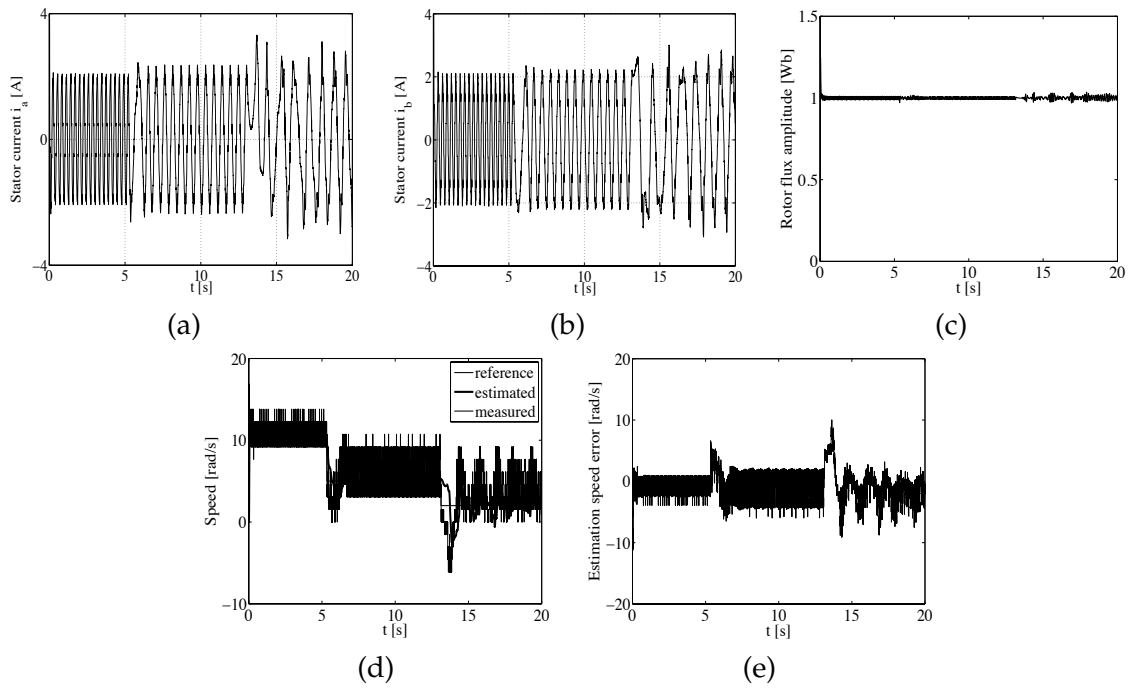 4
2
0
−2
−4
0
5
10
15
20
Stator current i_a [A]
t [s]
(a)
4
2
0
−2
4
0
5
10
15
20
Stator current i_b [A]
t [s]
(b)
1.5
1
0.5
0
5
10
15
20
Rotor flux amplitude [Wb]
t [s]
(c)
20
10
0
−10
0
5
10
15
20
Speed [rad/s]
t [s]
reference
estimated
measured
(d)
20
10
0
−10
−20
0
5
10
15
20
Estimation speed error [rad/s]
t [s]
(e)